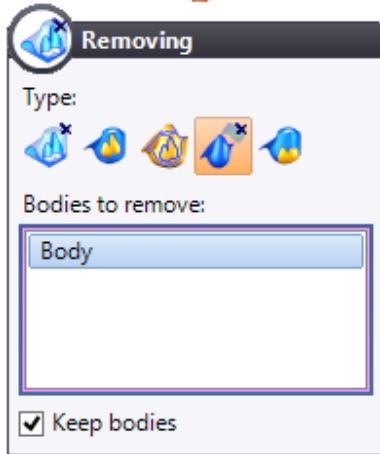 Removing
Type:
Bodies to remove:
Body
Keep bodies